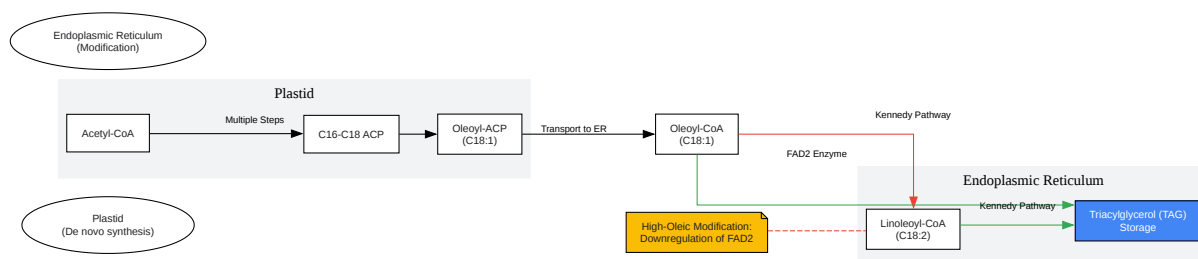 Endoplasmic Reticulum
(Modification)
Plastid
Acetyl-CoA
Multiple Steps
C16-C18 ACP
Oleoyl-ACP
(C18:1)
Transport to ER
Oleoyl-CoA
(C18:1)
Kennedy Pathway
FAD2 Enzyme
Endoplasmic Reticulum
Plastid
(De novo synthesis)
High-Oleic Modification:
Downregulation of FAD2
Linoleoyl-CoA
(C18:2)
Kennedy Pathway
Triacylglycerol (TAG)
Storage